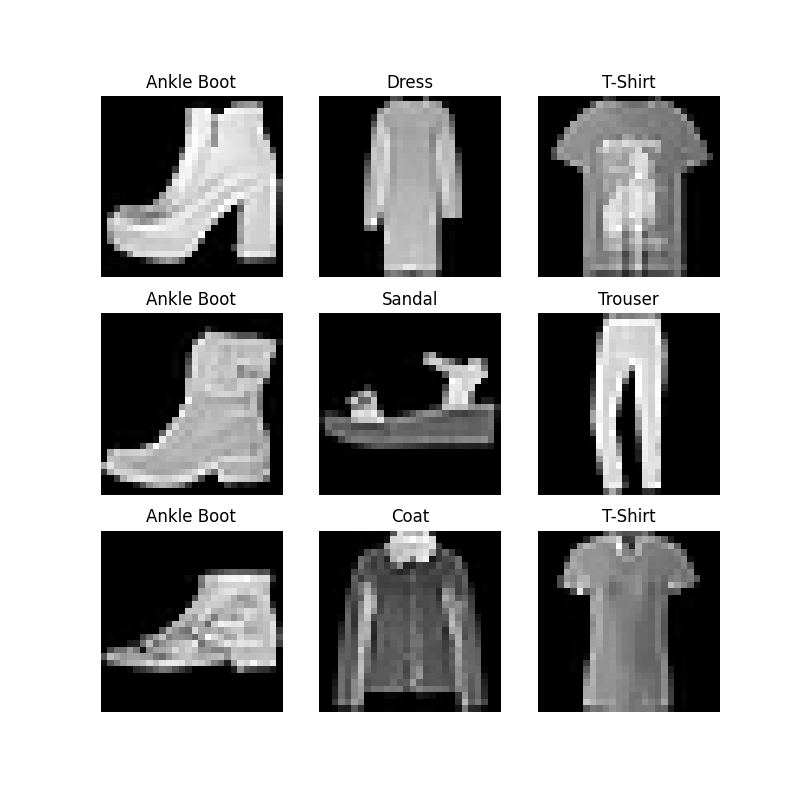 Ankle Boot Dress T-Shirt
Ankle Boot Sandal Trouser
Ankle Boot Coat T-Shirt